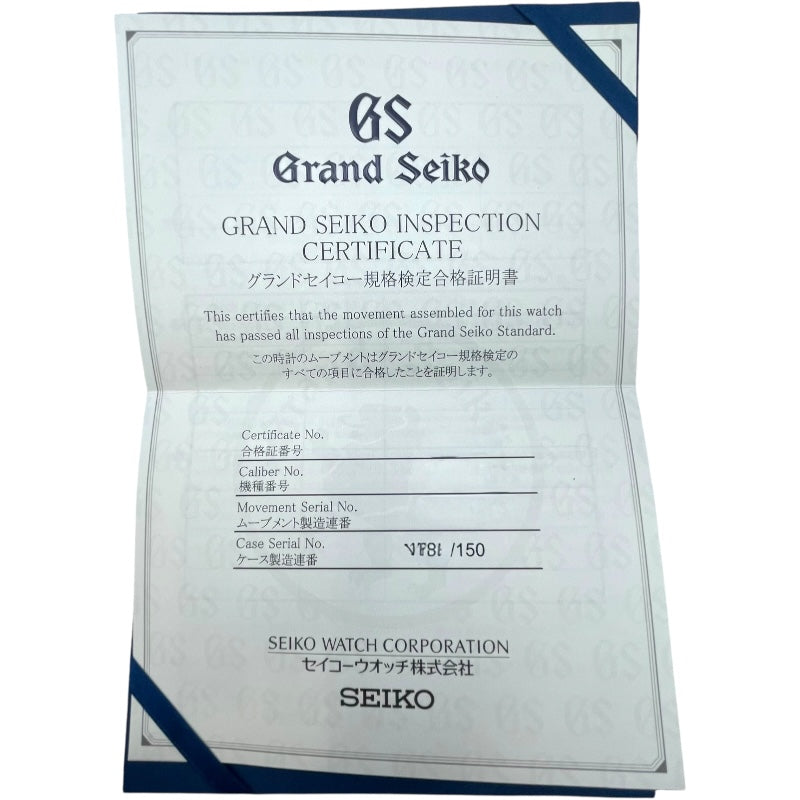 GS
Grand Seiko
GRAND SEIKO INSPECTION
CERTIFICATE
グランドセイコー規格検定合格証明書
This certifies that the movement assembled for this watch
has passed all inspections of the Grand Seiko Standard.
この時計のムーブメントはグランドセイコー規格検定の
すべての項目に合格したことを証明します。
Certificate No.
合格証番号
Caliber No.
機種番号
Movement Serial No.
ムーブメント製造連番
Case Serial No.
ケース製造連番
/150
SEIKO WATCH CORPORATION
セイコーウオッチ株式会社
SEIKO